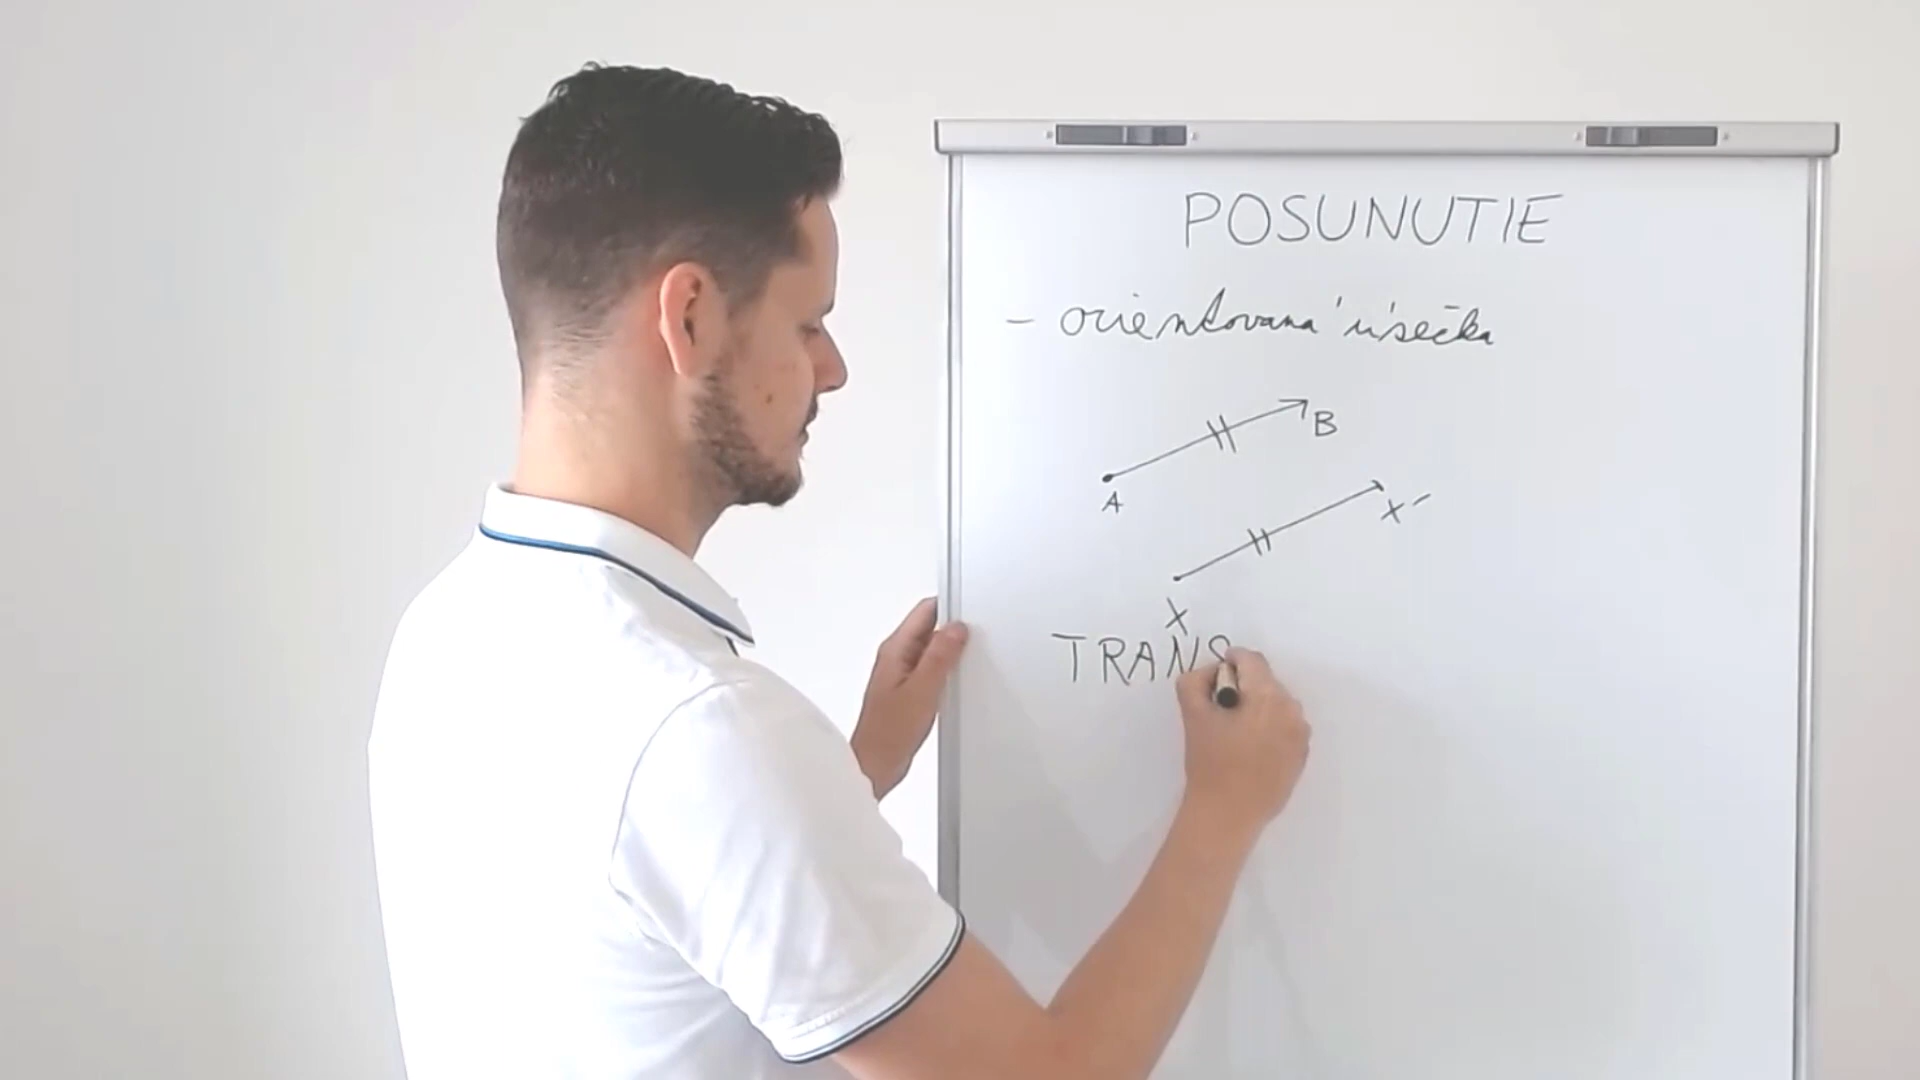 POSUNUTIE
- orientovaná úsečka
B
A
X'
X
TRANS